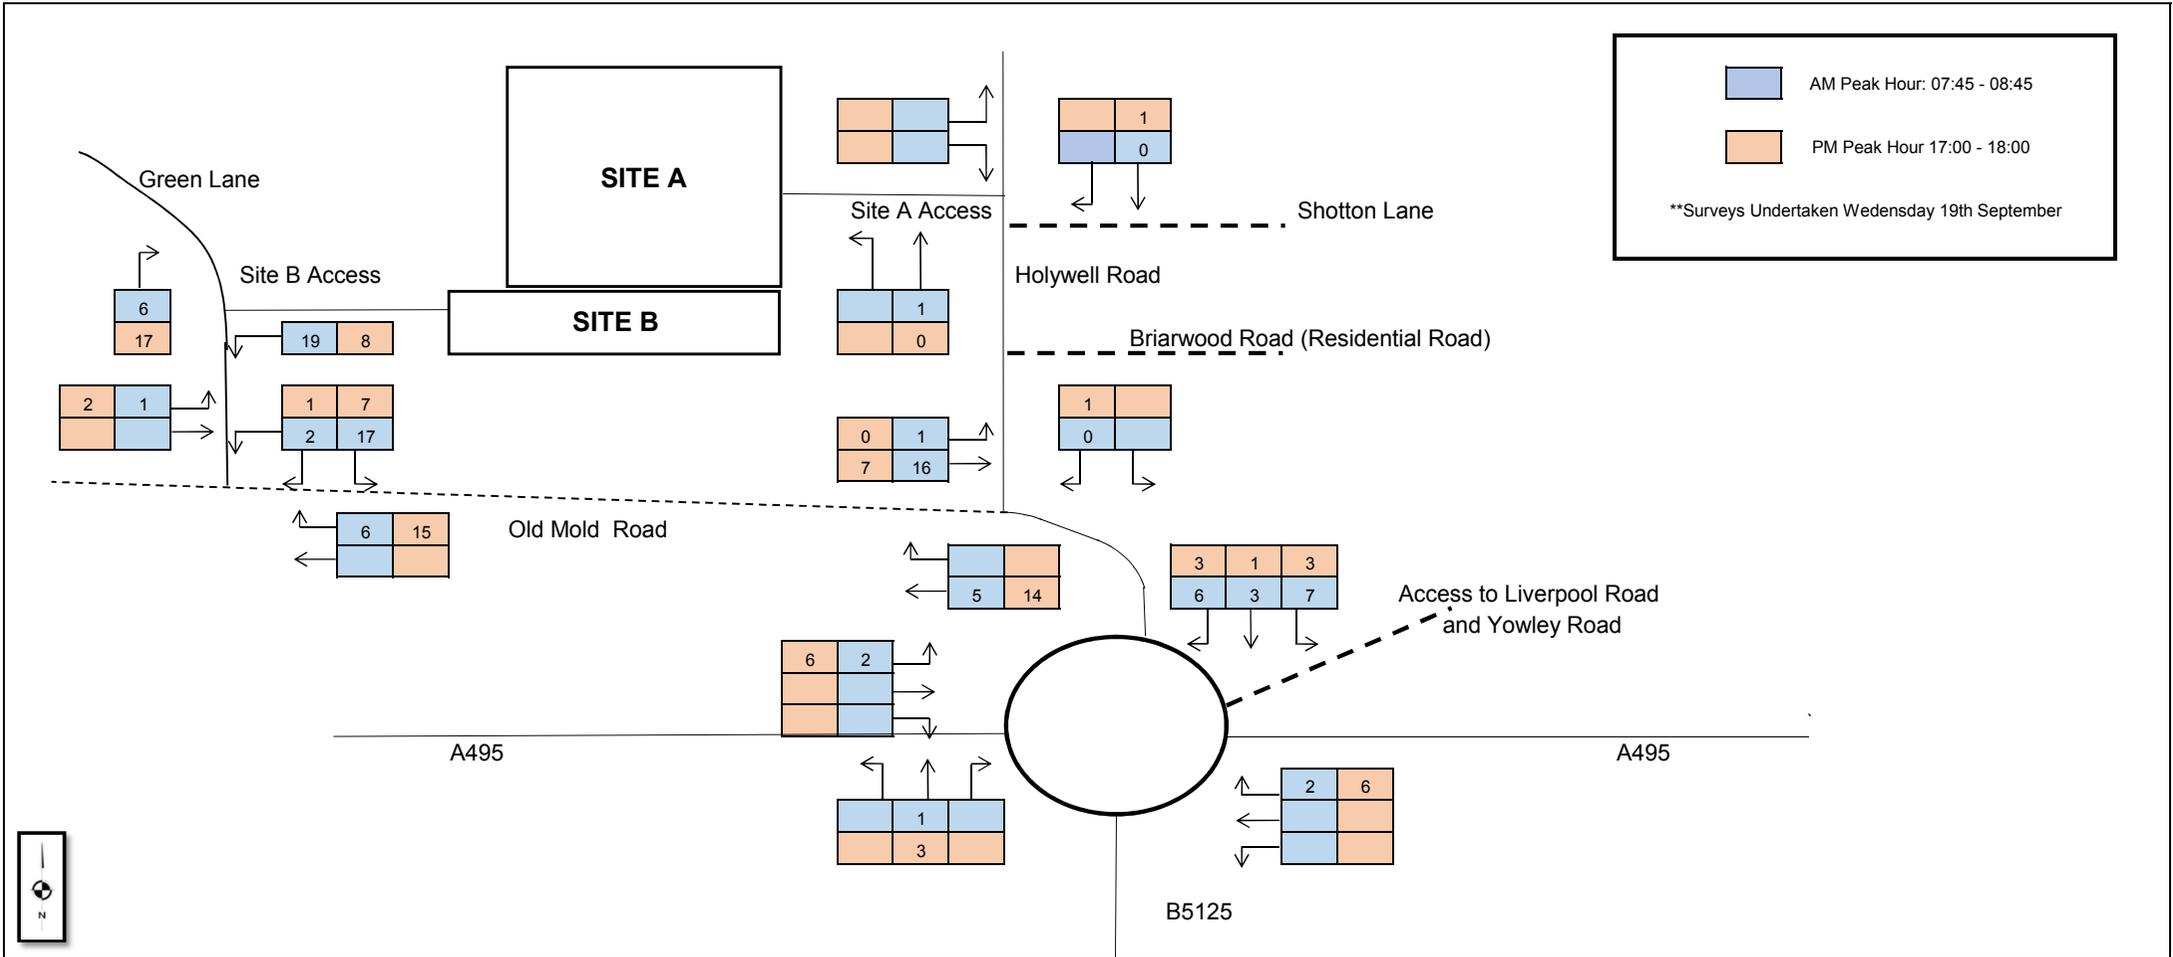 AM Peak Hour: 07:45 - 08:45
PM Peak Hour 17:00 - 18:00
**Surveys Undertaken Wedensday 19th September
1
0
SITE A
Green Lane
Site A Access
Shotton Lane
Site B Access
Holywell Road
6
17
1
0
SITE B
19 8
Briarwood Road (Residential Road)
2 1
1 7
2 17
1
0
0 1
7 16
6 15
Old Mold Road
5 14
3 1 3
6 3 7
Access to Liverpool Road
and Yowley Road
6 2
A495
A495
2 6
1
3
B5125
N